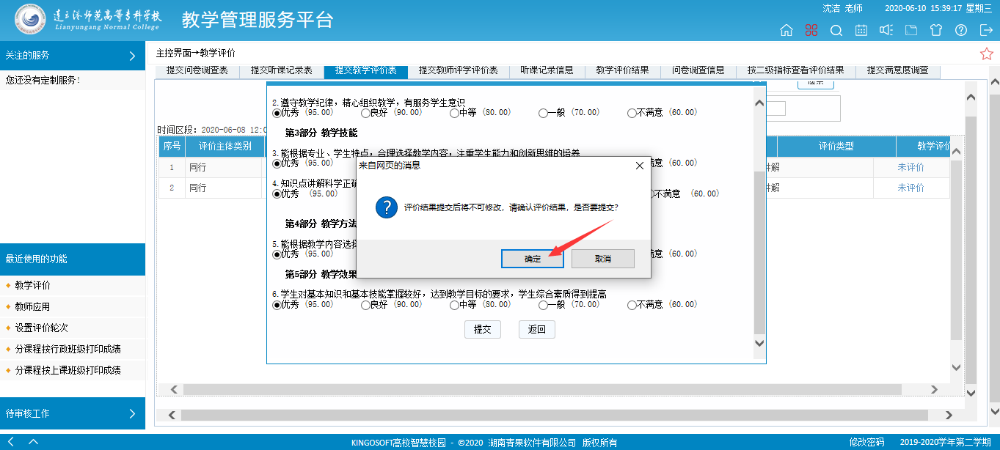 连云港师范高等专科学校
Lianyungang Normal College
教学管理服务平台
沈洁 老师 2020-06-10 15:39:17 星期三
关注的服务
您还没有定制服务!
最近使用的功能
教学评价
教师应用
设置评价轮次
分课程按行政班级打印成绩
分课程按上课班级打印成绩
待审核工作
主控界面→教学评价
提交问卷调查表 提交听课记录表 提交教学评价表 提交教师评学评价表 听课记录信息 教学评价结果 问卷调查信息 按二级指标查看评价结果 提交满意度调查
检索
时间区段：2020-06-08 12:0
序号 评价主体类别 评价类型 教学评价
1 同行 讲解 未评价
2 同行 讲解 未评价
2.遵守教学纪律，精心组织教学，有服务学生意识
优秀 (95.00) 良好 (90.00) 中等 (80.00) 一般 (70.00) 不满意 (60.00)
第3部分 教学技能
3.能根据专业、学生特点，合理选择教学内容，注重学生能力和创新思维的培养
优秀 (95.00) 满意 (60.00)
4.知识点讲解科学正确
优秀 (95.00) 不满意 (60.00)
第4部分 教学方法
5.能根据教学内容选择
优秀 (95.00) 满意 (60.00)
第5部分 教学效果
6.学生对基本知识和基本技能掌握较好，达到教学目标的要求，学生综合素质得到提高
优秀 (95.00) 良好 (90.00) 中等 (80.00) 一般 (70.00) 不满意 (60.00)
提交 返回
来自网页的消息
评价结果提交后将不可修改，请确认评价结果，是否要提交?
确定 取消
KINGOSOFT高校智慧校园 - ©2020 湖南青果软件有限公司 版权所有
修改密码 2019-2020学年第二学期